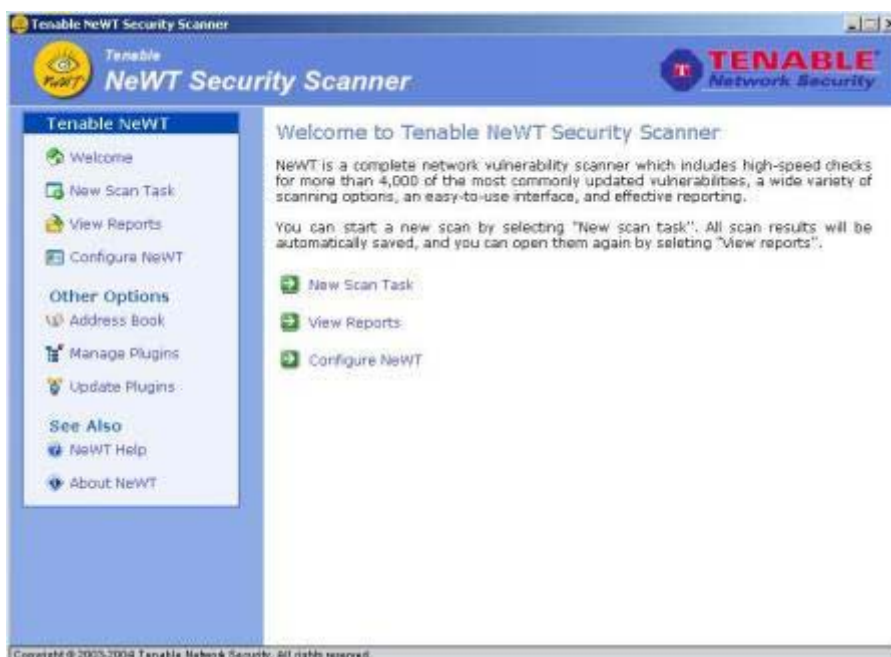 Tenable NeWT Security Scanner
Tenable
NeWT Security Scanner
NeWT
TENABLE
Network Security
T
Tenable NeWT
Welcome
New Scan Task
View Reports
Configure NeWT
Other Options
Address Book
Manage Plugins
Update Plugins
See Also
NeWT Help
About NeWT
Welcome to Tenable NeWT Security Scanner
NeWT is a complete network vulnerability scanner which includes high-speed checks
for more than 4,000 of the most commonly updated vulnerabilities, a wide variety of
scanning options, an easy-to-use interface, and effective reporting.
You can start a new scan by selecting "New scan task". All scan results will be
automatically saved, and you can open them again by seleting "View reports".
New Scan Task
View Reports
Configure NeWT
Copyright © 2003-2004 Tenable Network Security. All rights reserved.